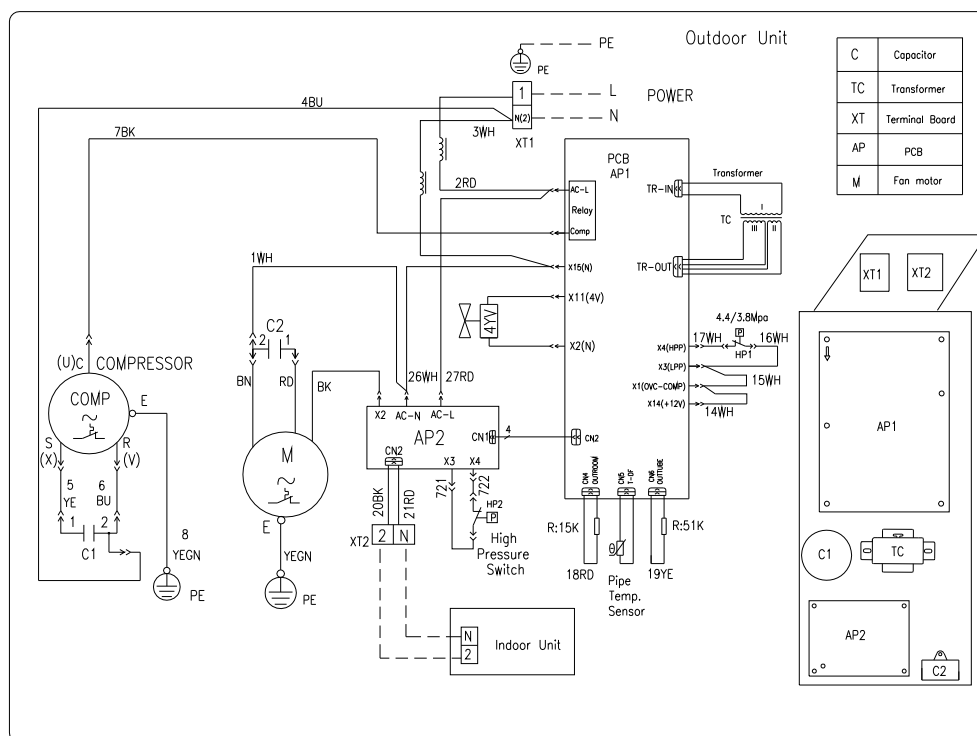 Outdoor Unit
PE
PE
1
L
POWER
N(2)
N
XT1
4BU
3WH
7BK
2RD
C
Capacitor
TC
Transformer
XT
Terminal Board
AP
PCB
M
Fan motor
PCB
AP1
AC-L
Relay
Comp
TR-IN
Transformer
I
TC
III
II
TR-OUT
X15(N)
1WH
X11(4V)
4YV
X2(N)
X4(HPP)
X3(LPP)
X1(OVC-COMP)
X14(+12V)
4.4/3.8Mpa
P
17WH
16WH
HP1
15WH
14WH
XT1
XT2
C2
2
1
BN
RD
BK
26WH
27RD
(U)C COMPRESSOR
COMP
E
S
(X)
R
(V)
5
YE
6
BU
1
2
C1
8
YEGN
PE
M
E
YEGN
PE
X2
AC-N
AC-L
AP2
CN1
4
CN2
CN2
X3
X4
20BK
21RD
721
722
XT2
2
N
HP2
P
High
Pressure
Switch
CN4
OUTROOM
CN5
T-DF
CN6
OUTTUBE
R:15K
R:51K
θ
18RD
19YE
Pipe
Temp.
Sensor
N
2
Indoor Unit
AP1
C1
TC
AP2
C2